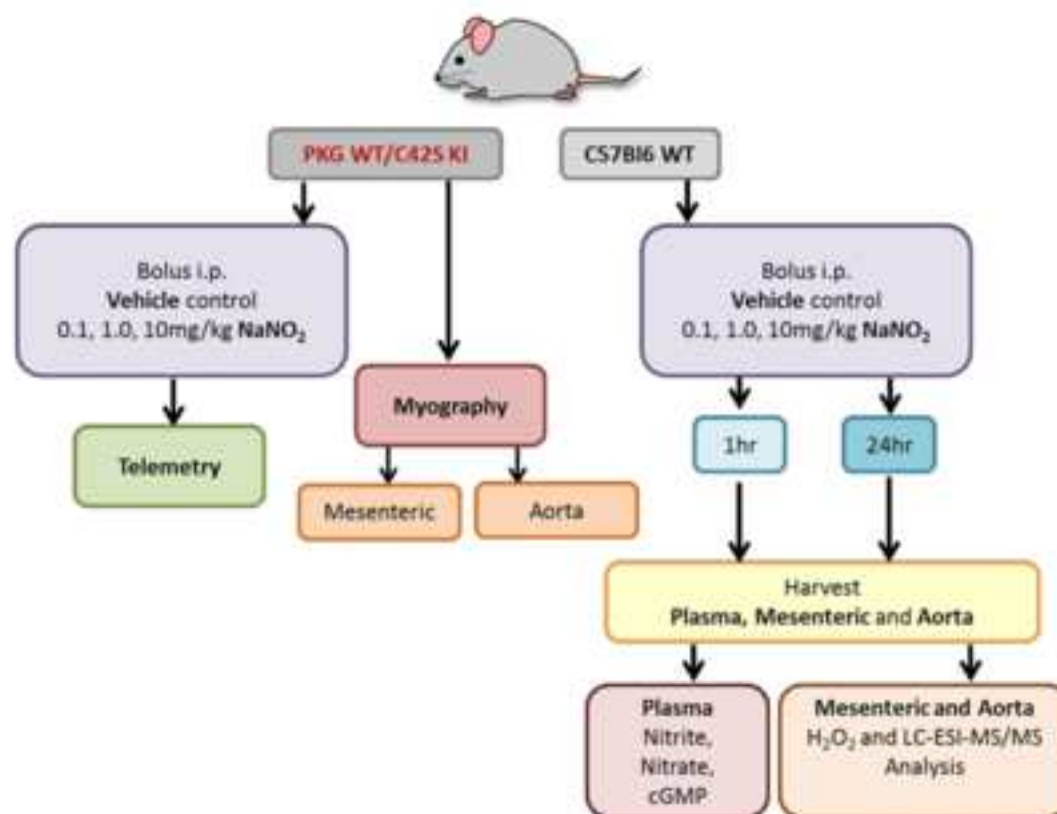 PKG WT/C42S KI
C57Bl6 WT
Bolus i.p.
Vehicle control
0.1, 1.0, 10mg/kg NaNO₂
Bolus i.p.
Vehicle control
0.1, 1.0, 10mg/kg NaNO₂
Myography
Telemetry
1hr
24hr
Mesenteric
Aorta
Harvest
Plasma, Mesenteric and Aorta
Plasma
Nitrite,
Nitrate,
cGMP
Mesenteric and Aorta
H₂O₂ and LC-ESI-MS/MS
Analysis